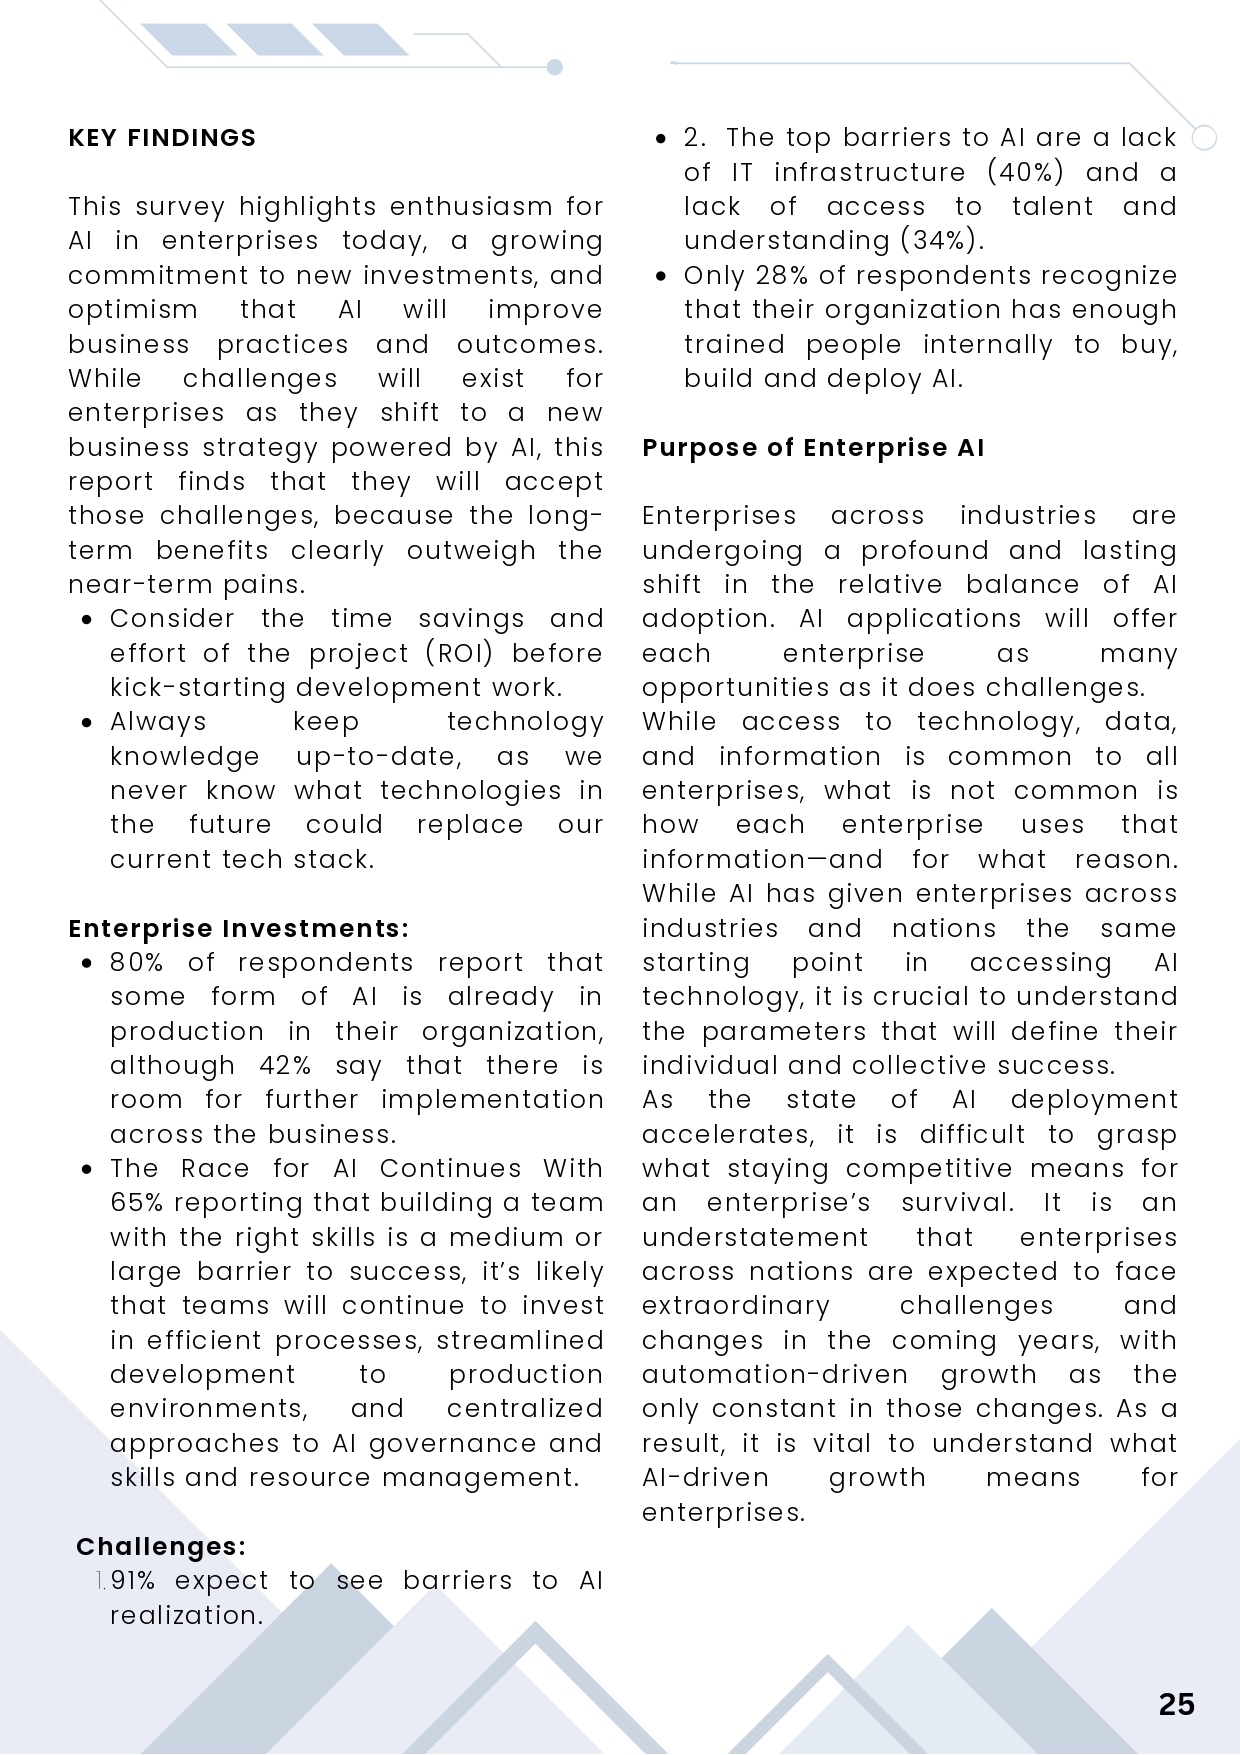 KEY FINDINGS
This survey highlights enthusiasm for
AI in enterprises today, a growing
commitment to new investments, and
optimism that AI will improve
business practices and outcomes.
While challenges will exist for
enterprises as they shift to a new
business strategy powered by AI, this
report finds that they will accept
those challenges, because the long-
term benefits clearly outweigh the
near-term pains.
• Consider the time savings and
effort of the project (ROI) before
kick-starting development work.
• Always keep technology
knowledge up-to-date, as we
never know what technologies in
the future could replace our
current tech stack.
Enterprise Investments:
• 80% of respondents report that
some form of AI is already in
production in their organization,
although 42% say that there is
room for further implementation
across the business.
• The Race for AI Continues With
65% reporting that building a team
with the right skills is a medium or
large barrier to success, it’s likely
that teams will continue to invest
in efficient processes, streamlined
development to production
environments, and centralized
approaches to AI governance and
skills and resource management.
Challenges:
1. 91% expect to see barriers to AI
realization.
• 2. The top barriers to AI are a lack
of IT infrastructure (40%) and a
lack of access to talent and
understanding (34%).
• Only 28% of respondents recognize
that their organization has enough
trained people internally to buy,
build and deploy AI.
Purpose of Enterprise AI
Enterprises across industries are
undergoing a profound and lasting
shift in the relative balance of AI
adoption. AI applications will offer
each enterprise as many
opportunities as it does challenges.
While access to technology, data,
and information is common to all
enterprises, what is not common is
how each enterprise uses that
information—and for what reason.
While AI has given enterprises across
industries and nations the same
starting point in accessing AI
technology, it is crucial to understand
the parameters that will define their
individual and collective success.
As the state of AI deployment
accelerates, it is difficult to grasp
what staying competitive means for
an enterprise’s survival. It is an
understatement that enterprises
across nations are expected to face
extraordinary challenges and
changes in the coming years, with
automation-driven growth as the
only constant in those changes. As a
result, it is vital to understand what
AI-driven growth means for
enterprises.
25